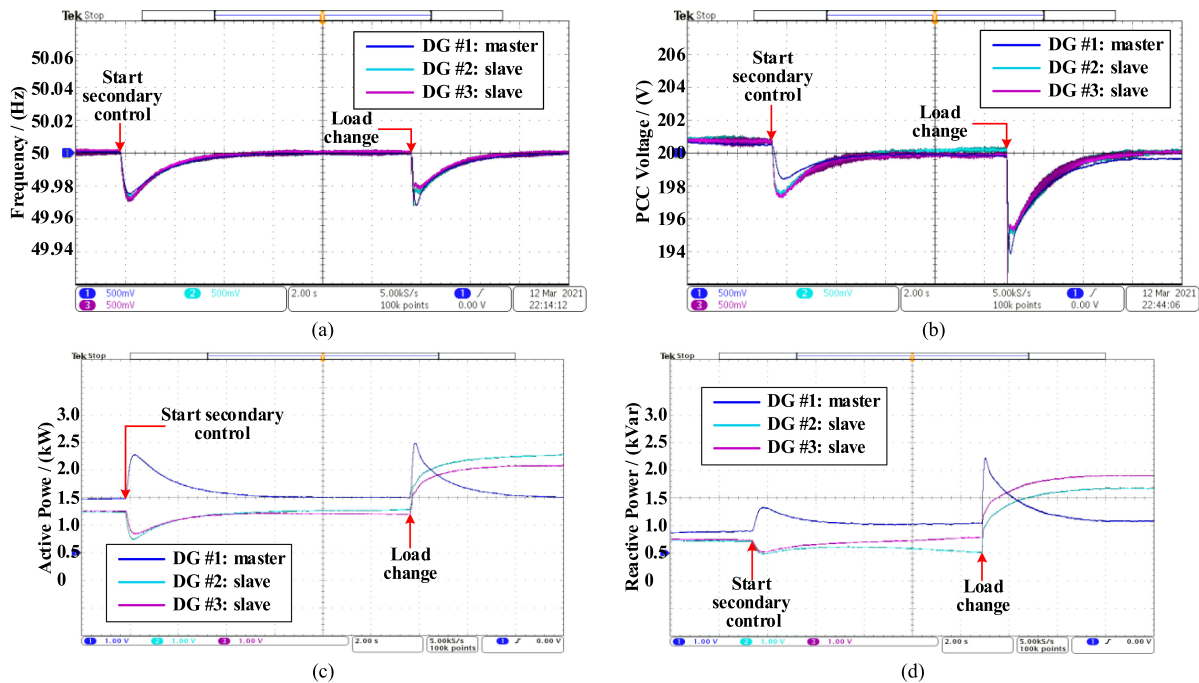 Tek Stop
Frequency / (Hz)
50.06
50.04
50.02
50
49.98
49.96
49.94
Start
secondary
control
Load
change
DG #1: master
DG #2: slave
DG #3: slave
1 500mV 2 500mV 2.00 s 5.00kS/s 1 12 Mar 2021
3 500mV 100k points 0.00 V 22:14:12
(a)
Tek Stop
PCC Voltage / (V)
206
204
202
200
198
196
194
Start
secondary
control
Load
change
DG #1: master
DG #2: slave
DG #3: slave
1 500mV 2 500mV 2.00 s 5.00kS/s 1 12 Mar 2021
3 500mV 100k points 0.00 V 22:44:06
(b)
Tek Stop
Active Power / (kW)
3.0
2.5
2.0
1.5
1.0
0.5
0
Start secondary
control
Load
change
DG #1: master
DG #2: slave
DG #3: slave
1 1.00 V 2 1.00 V 3 1.00 V 2.00 s 5.00kS/s 1 0.00 V
100k points
(c)
Tek Stop
Reactive Power / (kVar)
3.0
2.5
2.0
1.5
1.0
0.5
0
DG #1: master
DG #2: slave
DG #3: slave
Start
secondary
control
Load
change
1 1.00 V 2 1.00 V 3 1.00 V 2.00 s 5.00kS/s 1 0.00 V
100k points
(d)